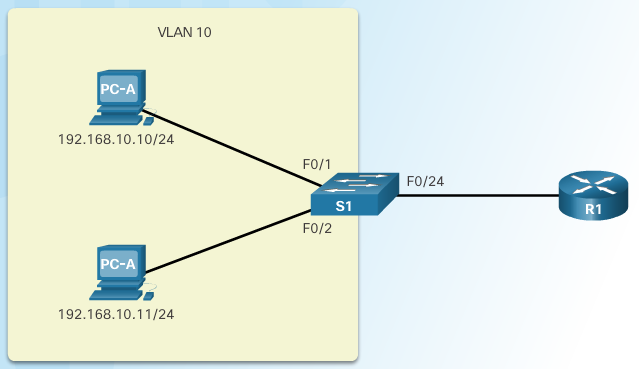 VLAN 10
PC-A
192.168.10.10/24
F0/1
F0/24
S1
R1
F0/2
PC-A
192.168.10.11/24